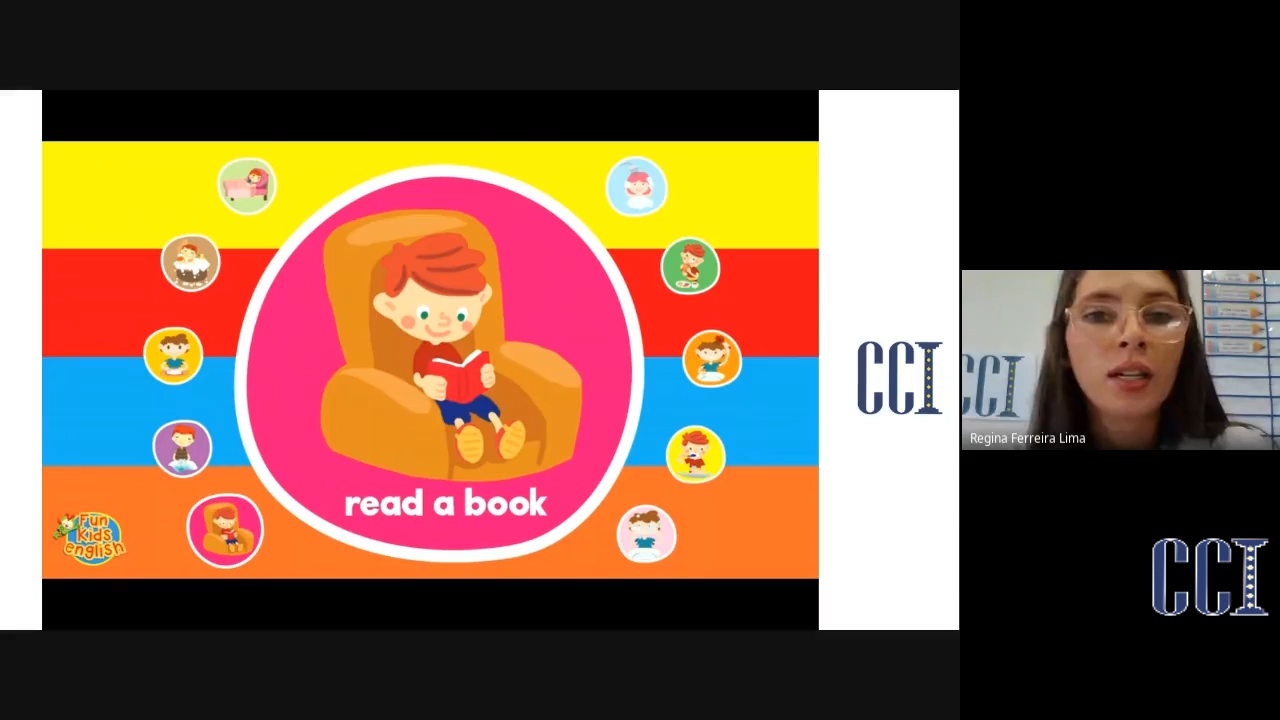 read a book
Fun
Kids
english
CCI
CCI
Regina Ferreira Lima
CCI